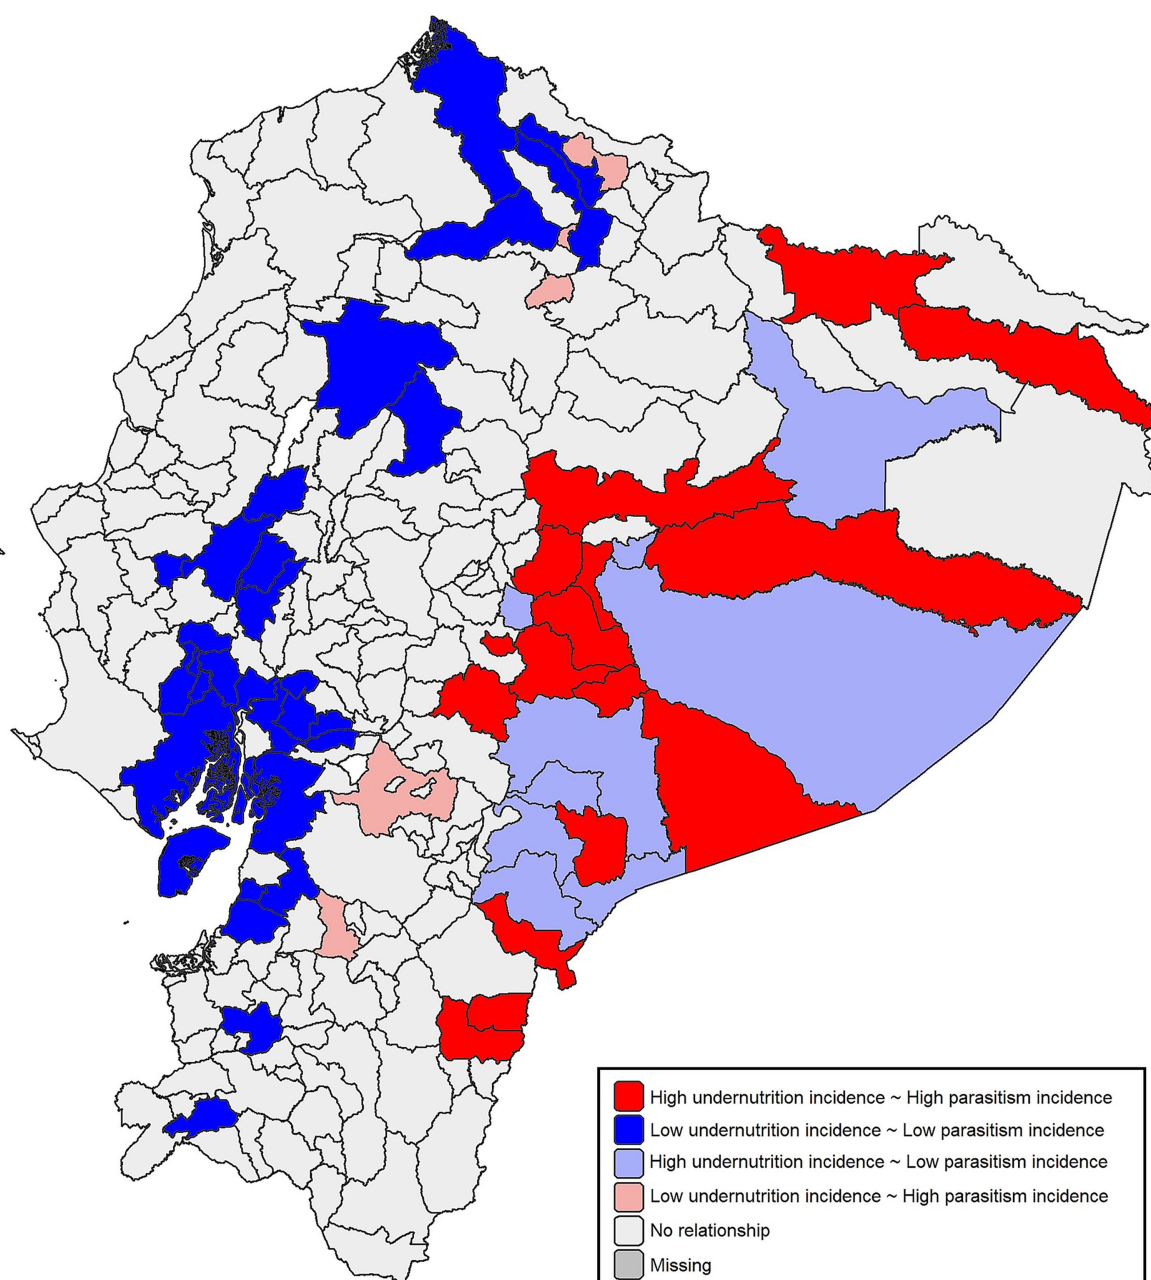 High undernutrition incidence ~ High parasitism incidence
Low undernutrition incidence ~ Low parasitism incidence
High undernutrition incidence ~ Low parasitism incidence
Low undernutrition incidence ~ High parasitism incidence
No relationship
Missing